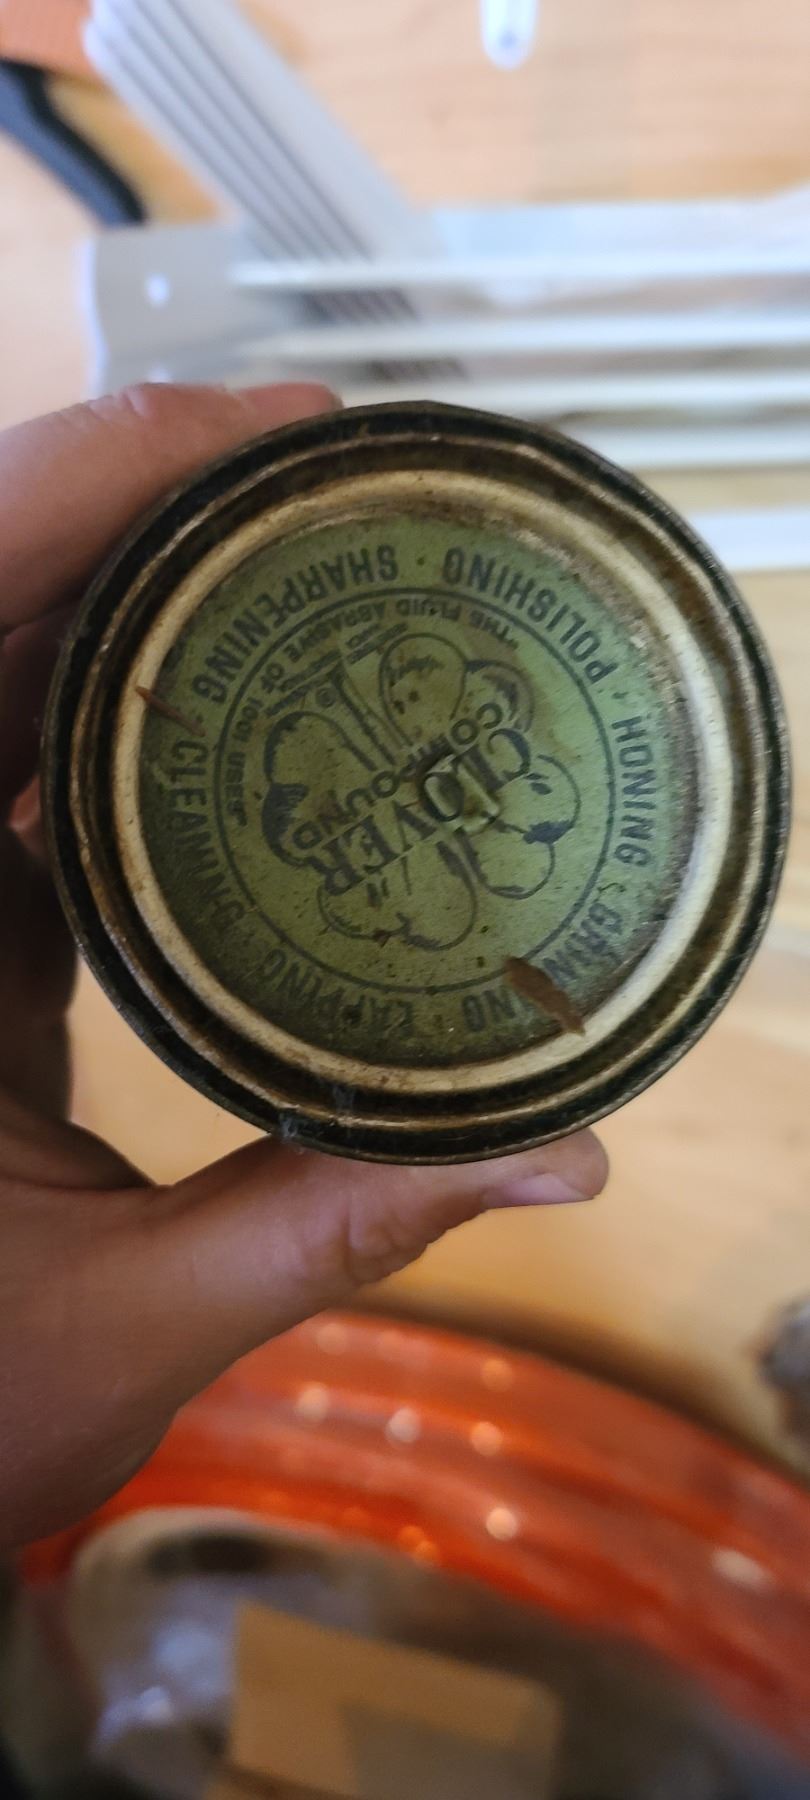 SHARPENING · POLISHING · HONING · GRINDING · LAPPING · CLEANING ·
"THE FLUID ABRASIVE OF 1001 USES"
CLOVER
COMPOUND